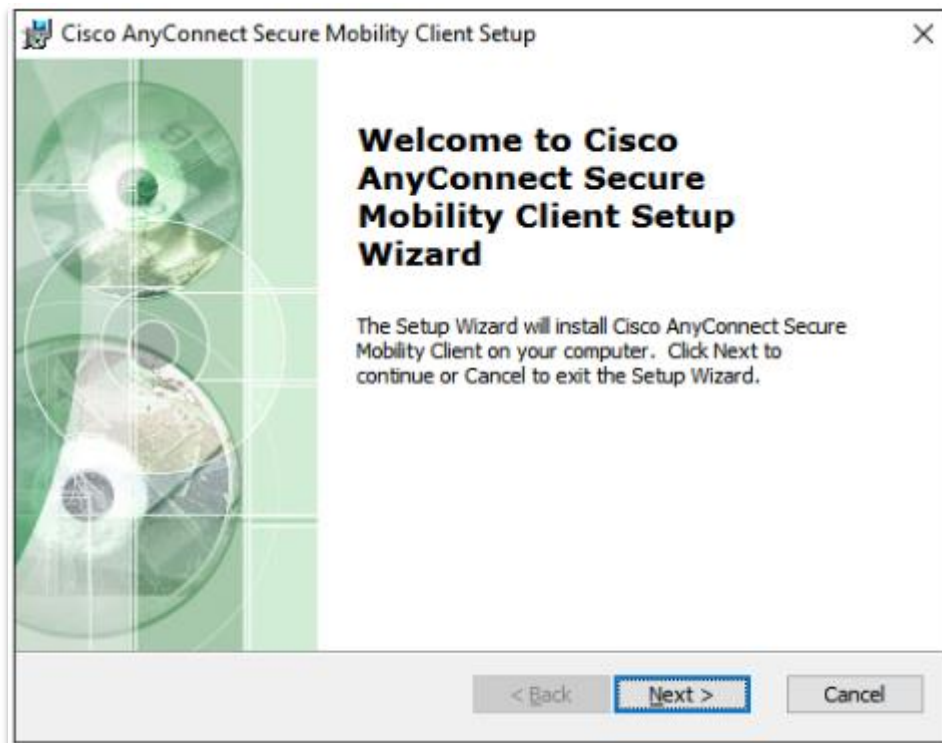 Cisco AnyConnect Secure Mobility Client Setup
Welcome to Cisco
AnyConnect Secure
Mobility Client Setup
Wizard
The Setup Wizard will install Cisco AnyConnect Secure
Mobility Client on your computer.  Click Next to
continue or Cancel to exit the Setup Wizard.
< Back Next > Cancel